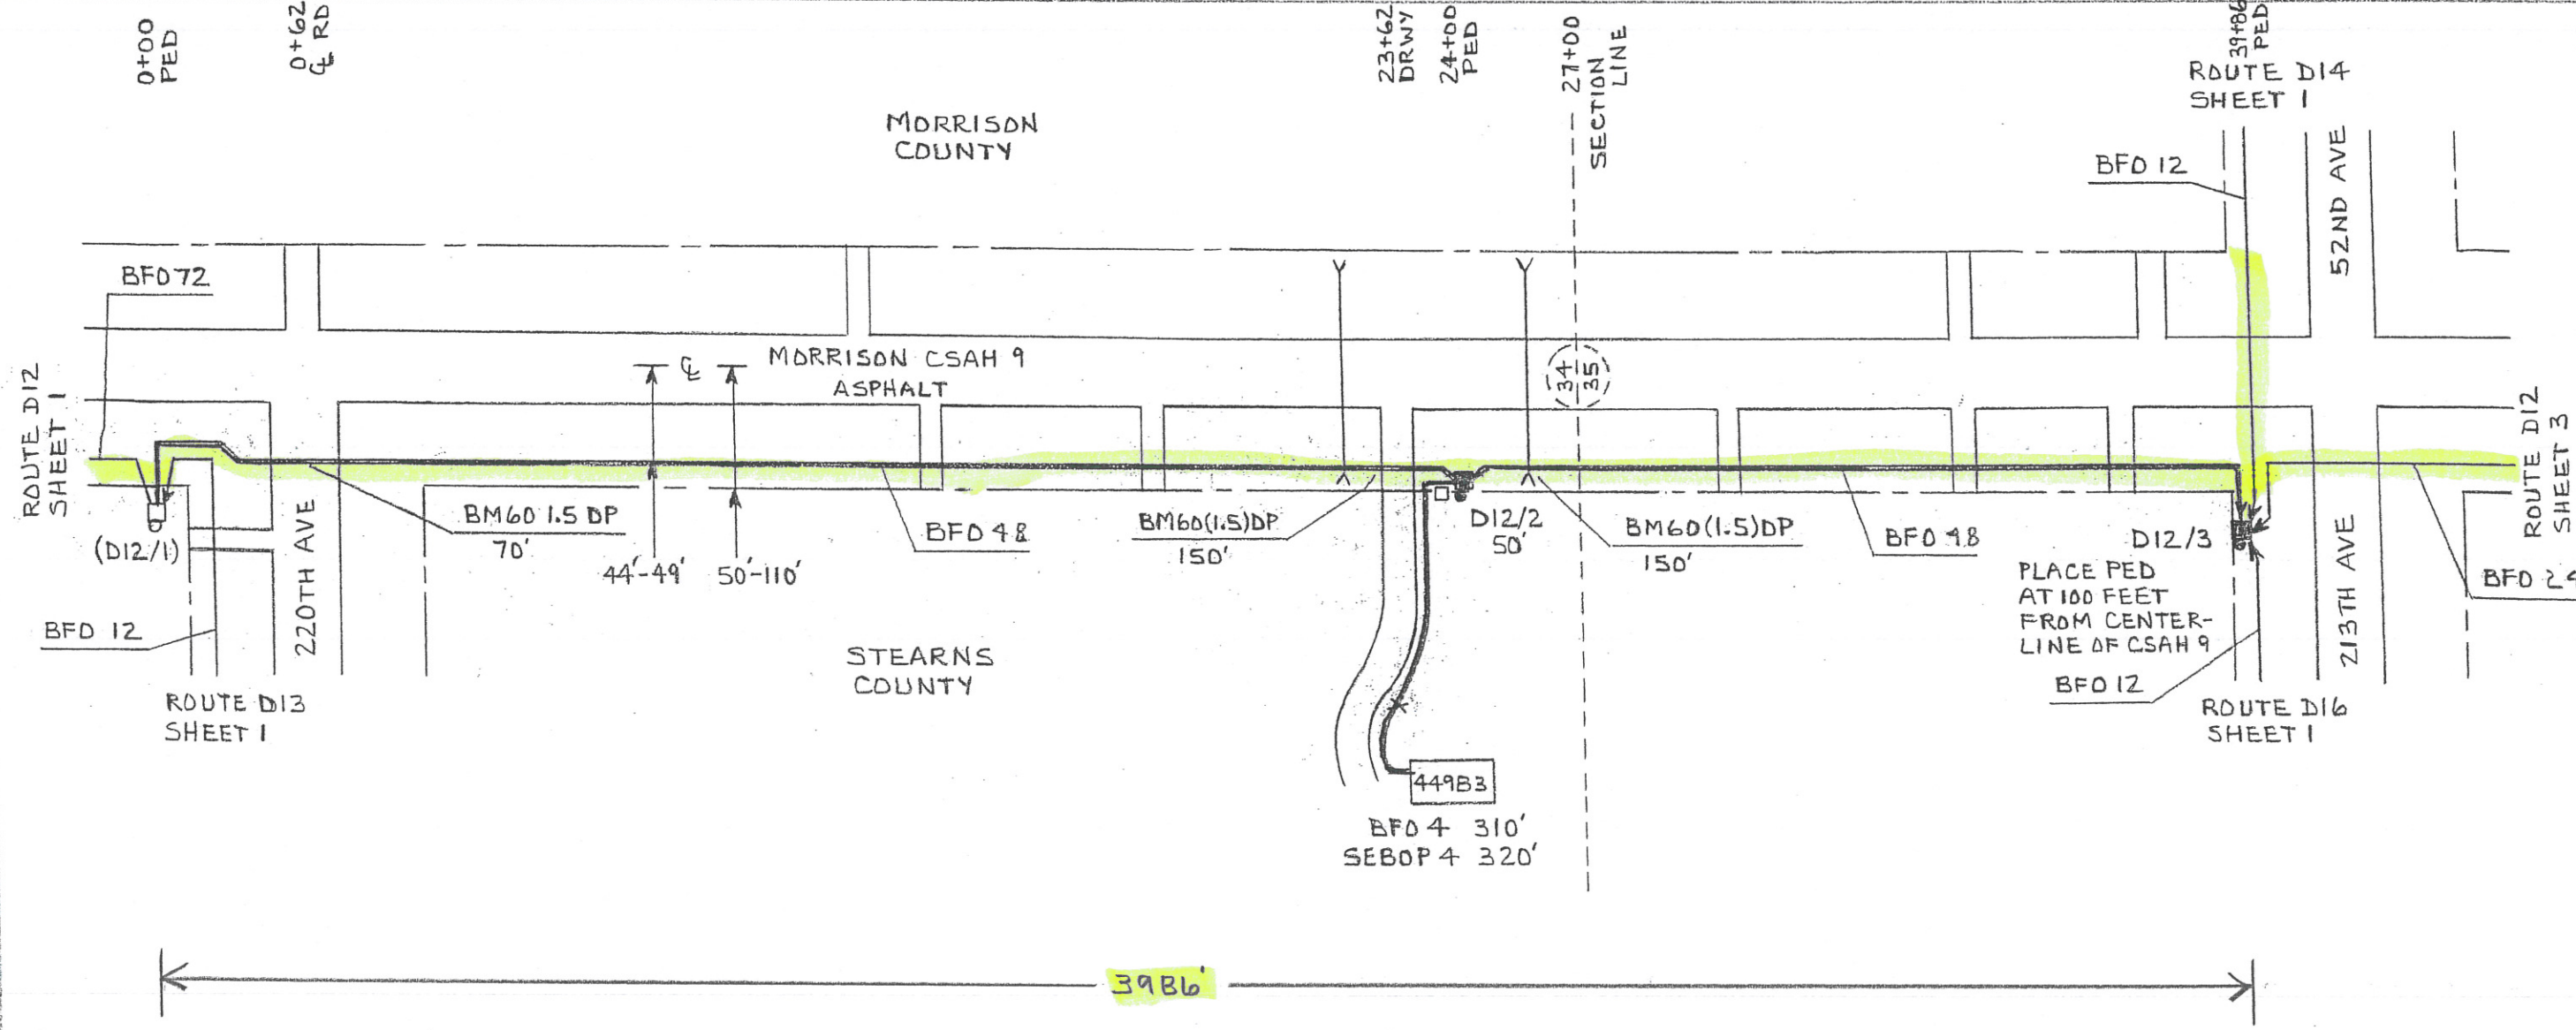 0+00
PED
0+62
℄ RD
23+62
DRWY
24+00
PED
27+00
SECTION
LINE
39+86
PED
ROUTE D14
SHEET 1
MORRISON
COUNTY
BFO 12
52ND AVE
BFO 72
ROUTE D12
SHEET 1
℄
MORRISON CSAH 9
ASPHALT
34
35
ROUTE D12
SHEET 3
(D12/1)
220TH AVE
BM60 1.5 DP
70'
44'-49'
50'-110'
BFO 48
BM60(1.5)DP
150'
D12/2
50'
BM60(1.5)DP
150'
BFO 48
D12/3
PLACE PED
AT 100 FEET
FROM CENTER-
LINE OF CSAH 9
213TH AVE
BFO 24
BFO 12
BFO 12
STEARNS
COUNTY
ROUTE D13
SHEET 1
ROUTE D16
SHEET 1
449B3
BFO 4 310'
SEBOP 4 320'
3986'